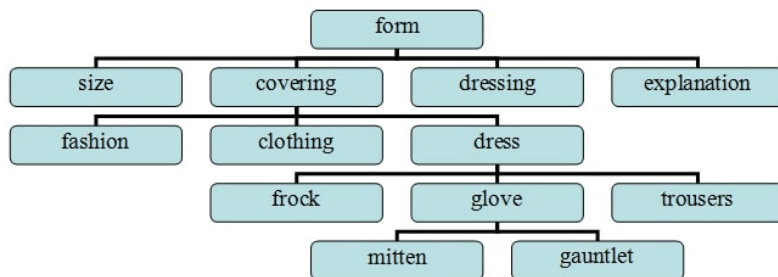 form
size covering dressing explanation
fashion clothing dress
frock glove trousers
mitten gauntlet